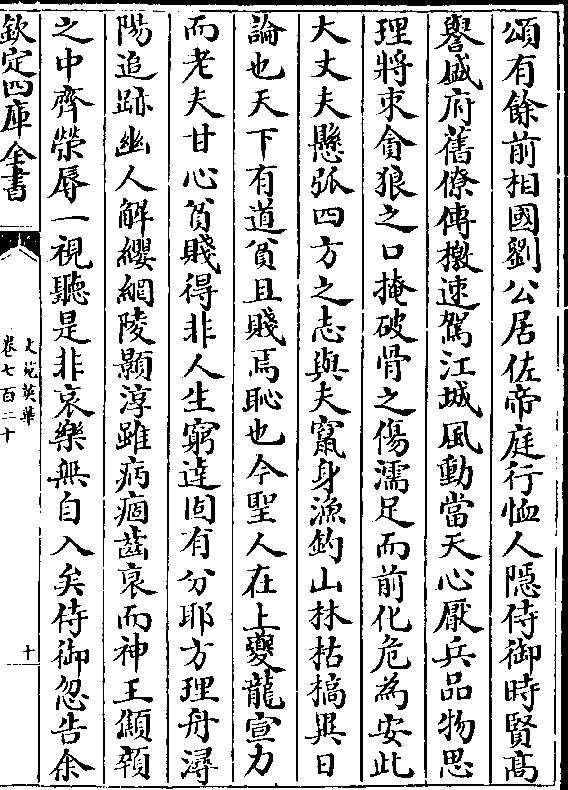 頌有餘前相國劉公居佐帝庭行恤人隱侍御時賢高
譽盛府舊僚傳檄速駕江城風動當天心厭兵品物思
理將束貪狼之口掩破骨之傷濡足而前化危為安此
大丈夫懸弧四方之志與夫竄身漁釣山林枯槁異日
論也天下有道貧且賤焉恥也今聖人在上夔龍宣力
而老夫甘心貧賤得非人生窮達固有分耶方理舟潯
陽追跡幽人解纓絅陵顥淳雖病痼齒衰而神王顑頷
之中齊榮辱一視聽是非哀樂無自入矣侍御忽告余
欽定四庫全書
文苑英華
卷七百二十
十